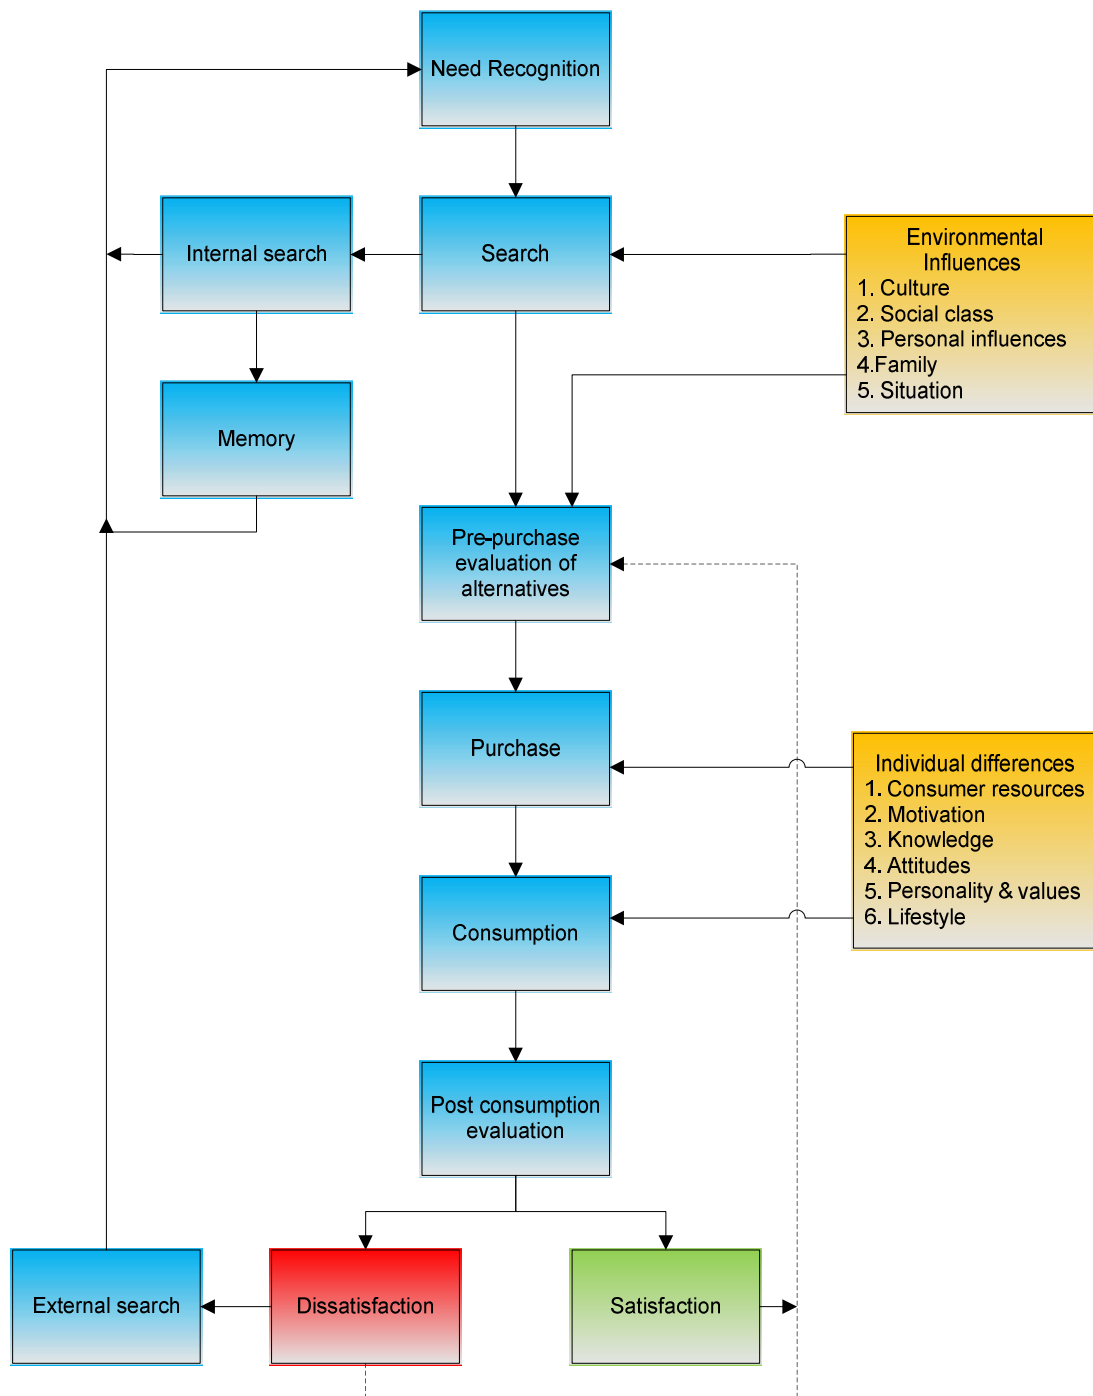 Need Recognition
Internal search
Search
Environmental
Influences
1. Culture
2. Social class
3. Personal influences
4.Family
5. Situation
Memory
Pre-purchase
evaluation of
alternatives
Purchase
Individual differences
1. Consumer resources
2. Motivation
3. Knowledge
4. Attitudes
5. Personality & values
6. Lifestyle
Consumption
Post consumption
evaluation
External search
Dissatisfaction
Satisfaction